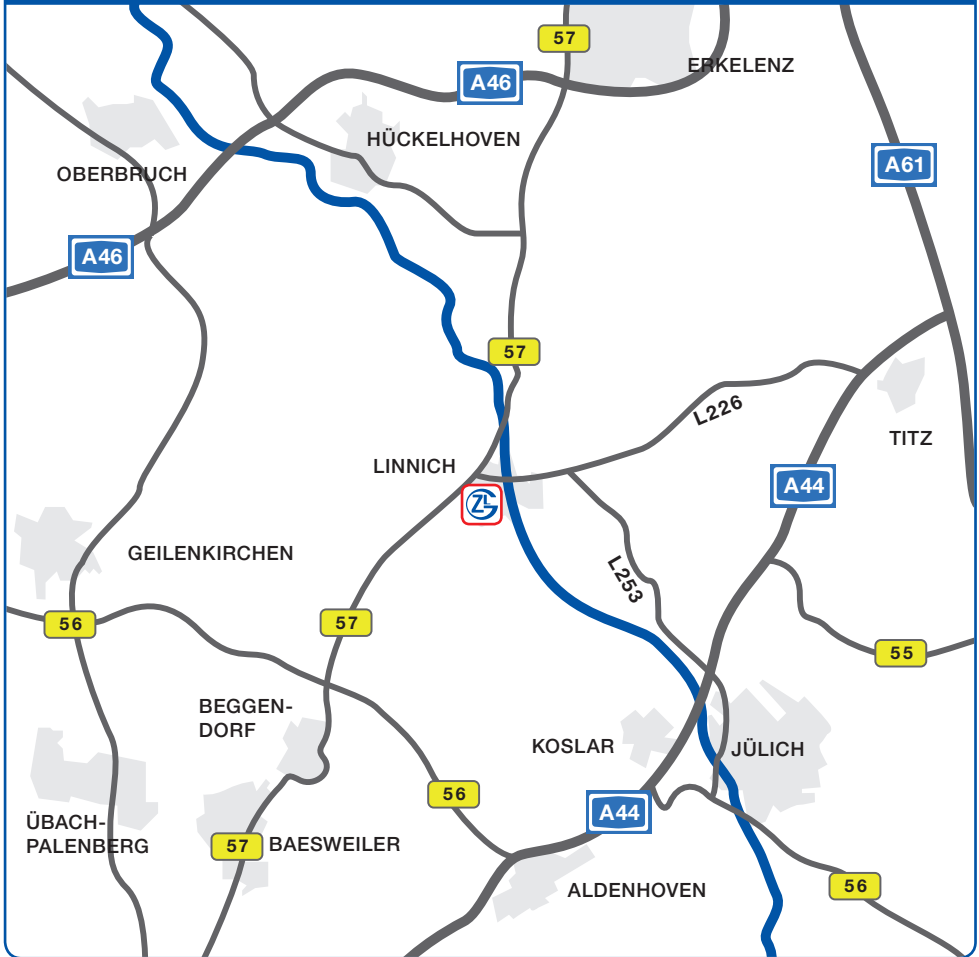 57
ERKELENZ
A46
HÜCKELHOVEN
A61
OBERBRUCH
A46
57
L226
TITZ
LINNICH
A44
ZLG
GEILENKIRCHEN
L253
56
57
55
BEGGEN-
DORF
KOSLAR
JÜLICH
56
A44
ÜBACH-
PALENBERG
57
BAESWEILER
56
ALDENHOVEN